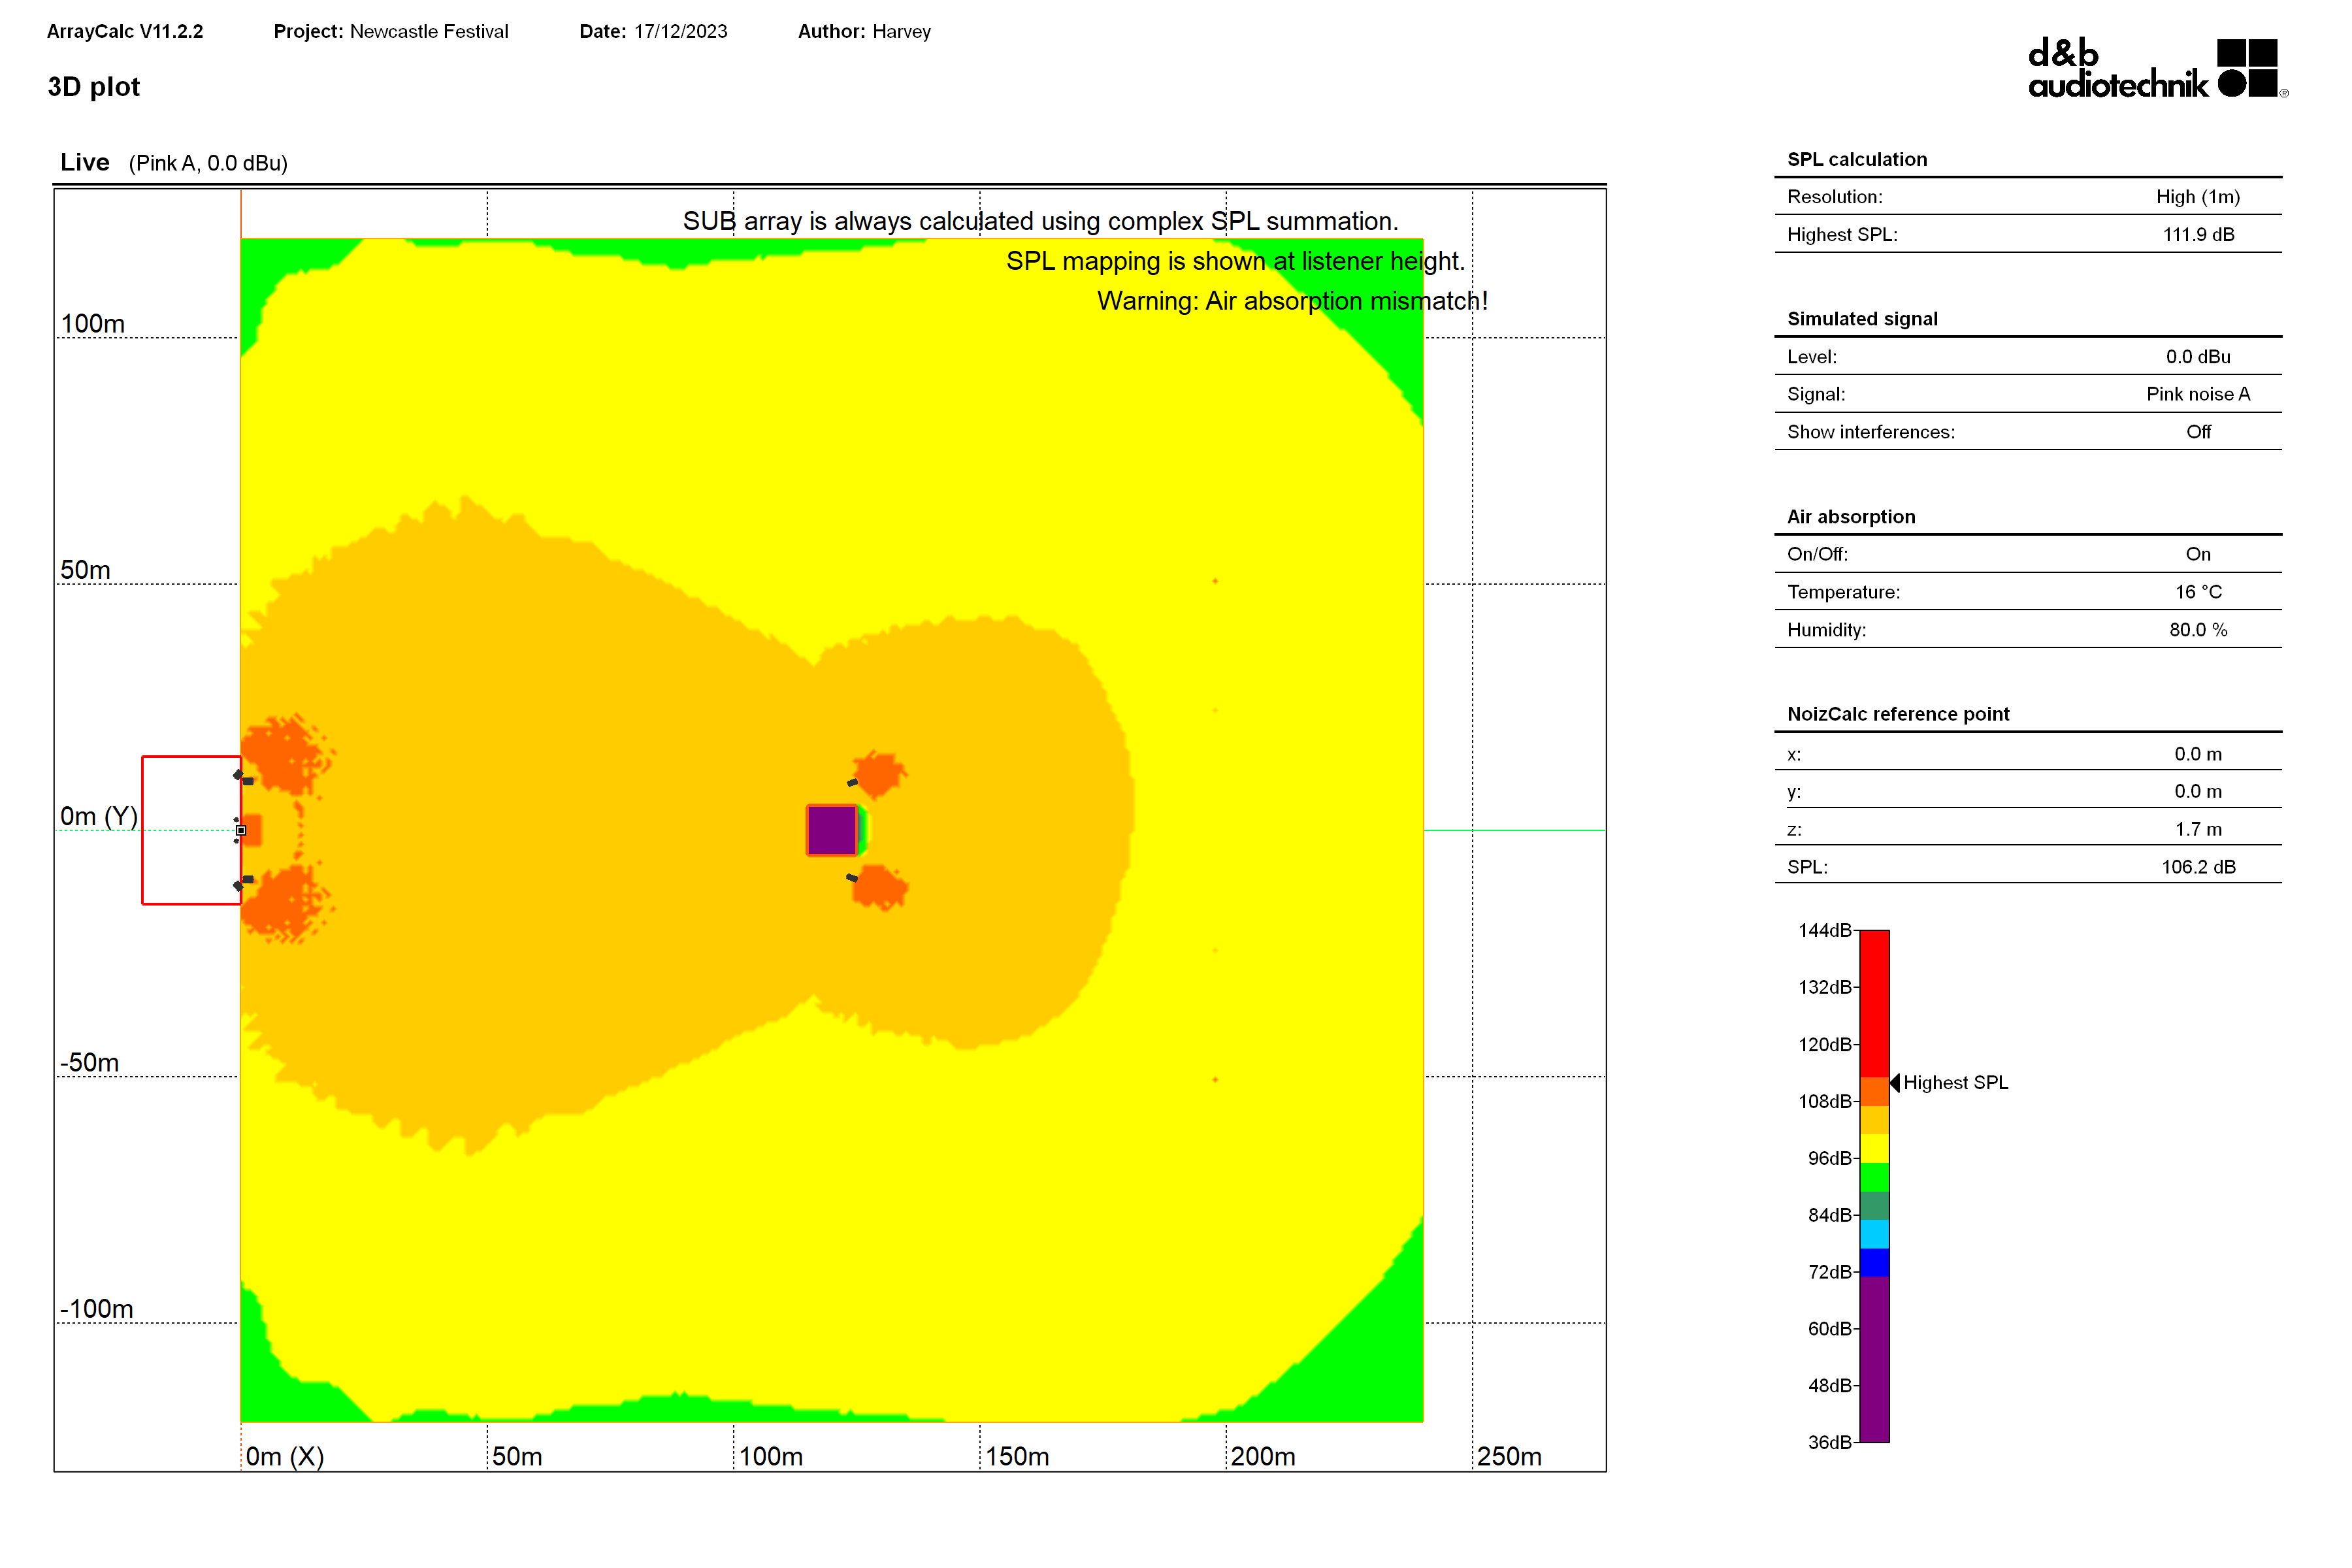 ArrayCalc V11.2.2 Project: Newcastle Festival Date: 17/12/2023 Author: Harvey
3D plot
d&b
audiotechnik ®
Live (Pink A, 0.0 dBu)
SUB array is always calculated using complex SPL summation.
SPL mapping is shown at listener height.
Warning: Air absorption mismatch!
100m
50m
0m (Y)
-50m
-100m
0m (X) 50m 100m 150m 200m 250m
SPL calculation
Resolution: High (1m)
Highest SPL: 111.9 dB
Simulated signal
Level: 0.0 dBu
Signal: Pink noise A
Show interferences: Off
Air absorption
On/Off: On
Temperature: 16 °C
Humidity: 80.0 %
NoizCalc reference point
x: 0.0 m
y: 0.0 m
z: 1.7 m
SPL: 106.2 dB
144dB
132dB
120dB
Highest SPL
108dB
96dB
84dB
72dB
60dB
48dB
36dB